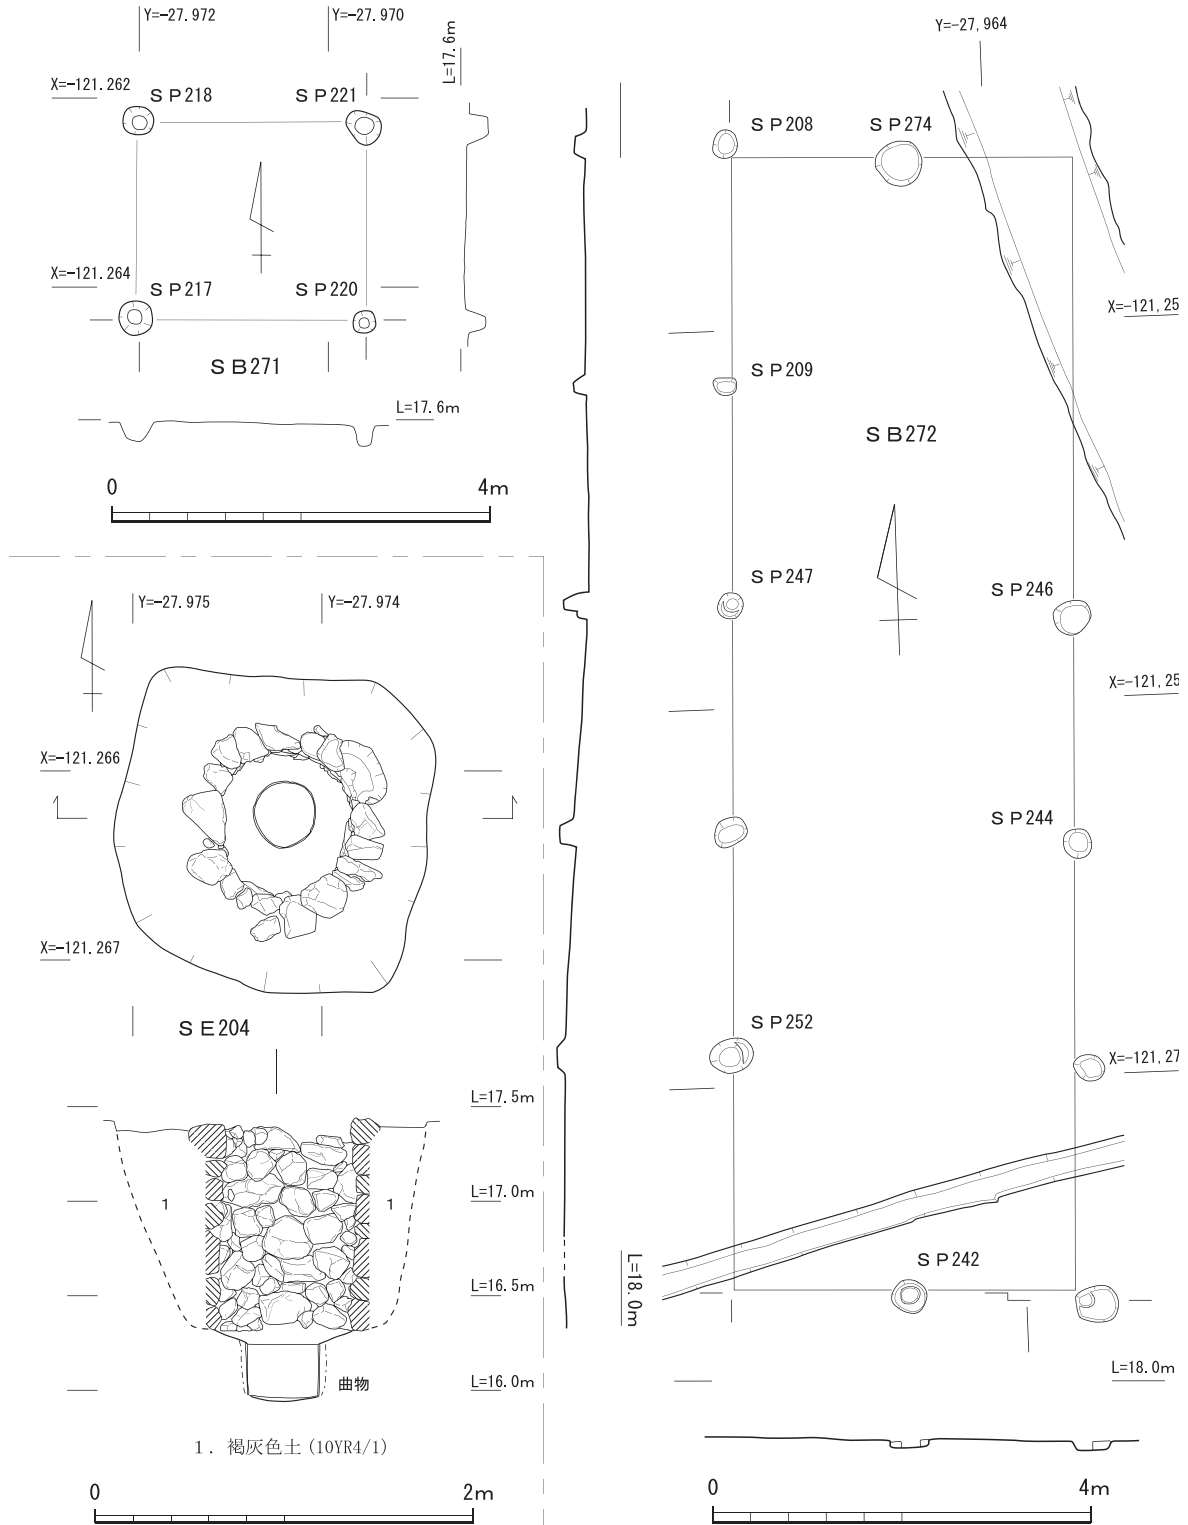 Y=-27.972
Y=-27.970
X=-121.262
ＳＰ218
ＳＰ221
L=17.6m
X=-121.264
ＳＰ217
ＳＰ220
ＳＢ271
L=17.6m
0
4m
Y=-27.975
Y=-27.974
X=-121.266
X=-121.267
ＳＥ204
L=17.5m
1
1
L=17.0m
L=16.5m
曲物
L=16.0m
1. 褐灰色土 (10YR4/1)
0
2m
Y=-27,964
ＳＰ208
ＳＰ274
X=-121,25
ＳＰ209
ＳＢ272
ＳＰ247
ＳＰ246
X=-121,25
ＳＰ244
ＳＰ252
X=-121,27
L=18.0m
ＳＰ242
L=18.0m
0
4m